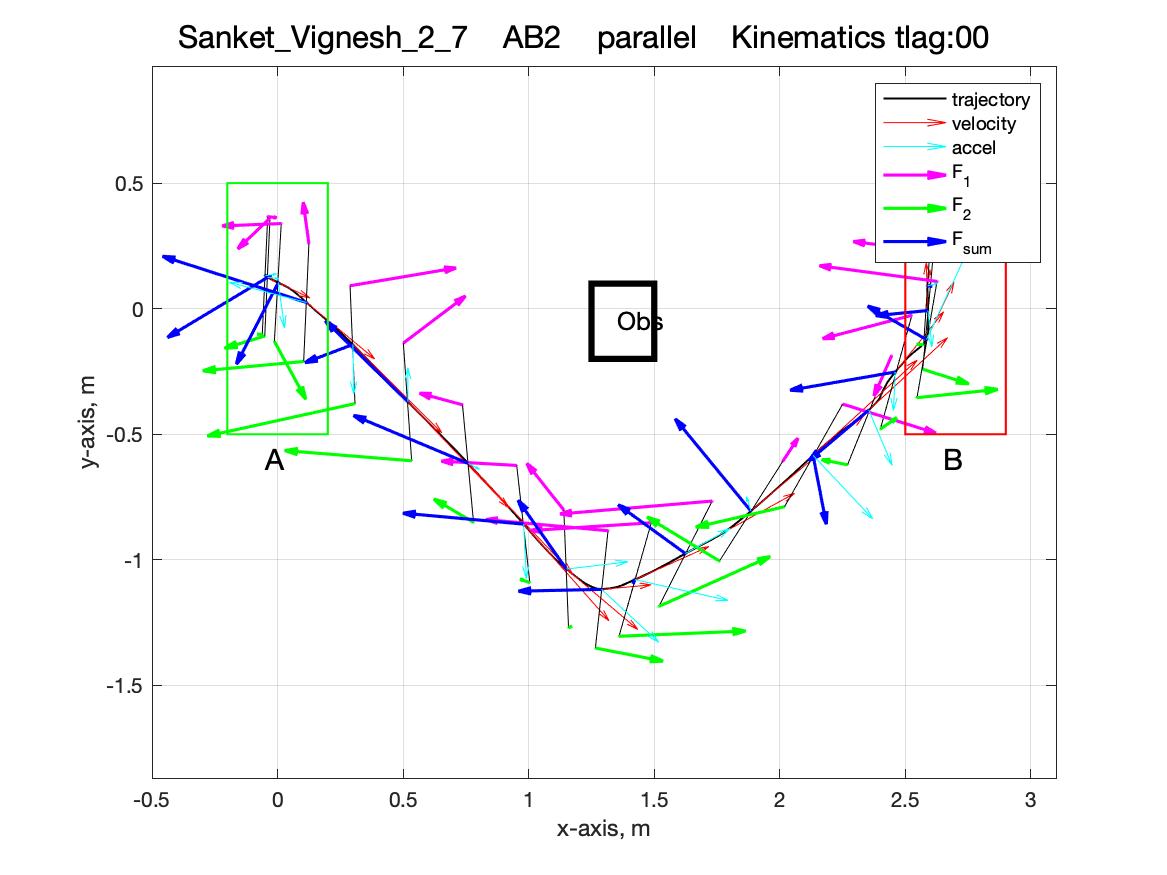 Sanket_Vignesh_2_7 AB2 parallel Kinematics tlag:00
trajectory
velocity
accel
F1
F2
Fsum
0.5
0
-0.5
-1
-1.5
y-axis, m
Obs
A
B
-0.5 0 0.5 1 1.5 2 2.5 3
x-axis, m